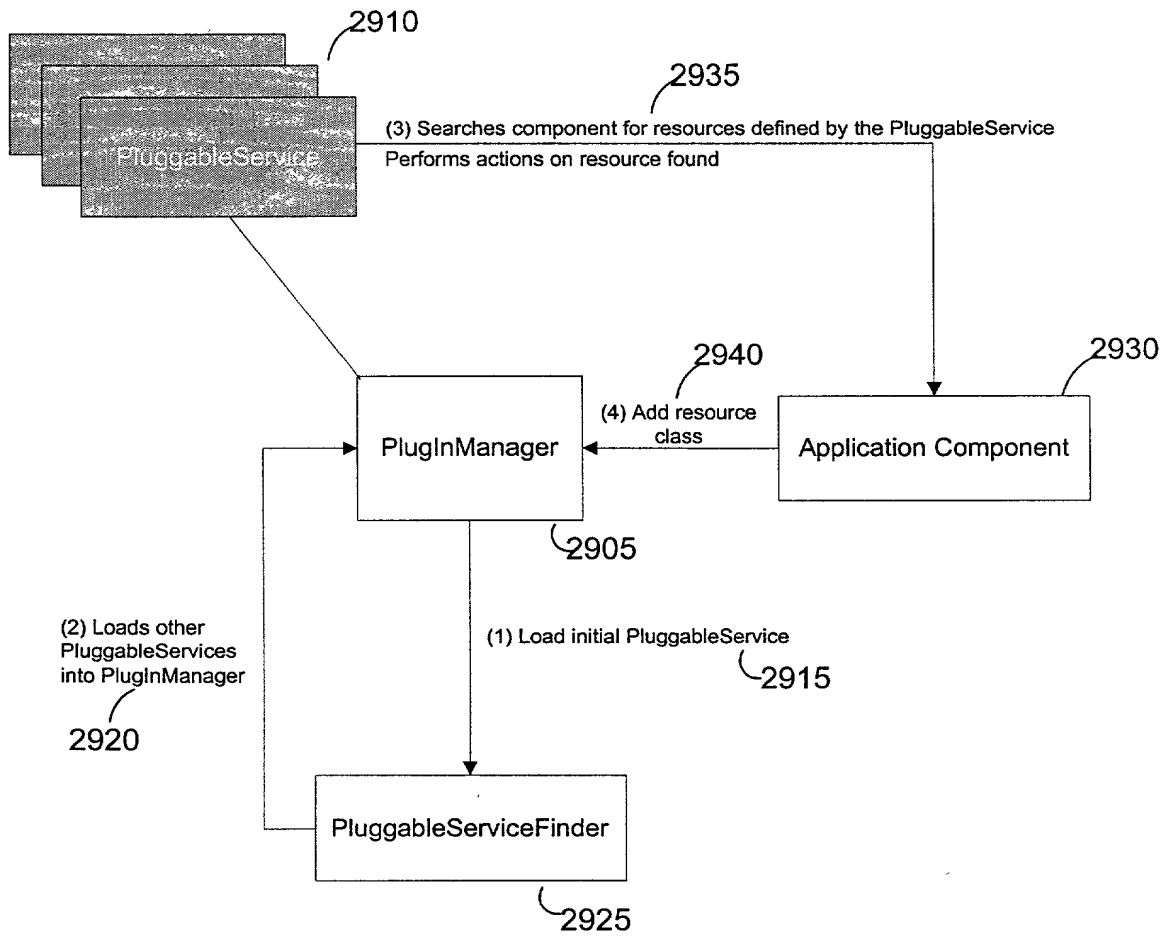 2910
2935
(3) Searches component for resources defined by the PluggableService
Performs actions on resource found
PluggableService
2940
2930
(4) Add resource
class
PlugInManager
Application Component
2905
(2) Loads other
PluggableServices
into PlugInManager
(1) Load initial PluggableService
2915
2920
PluggableServiceFinder
2925